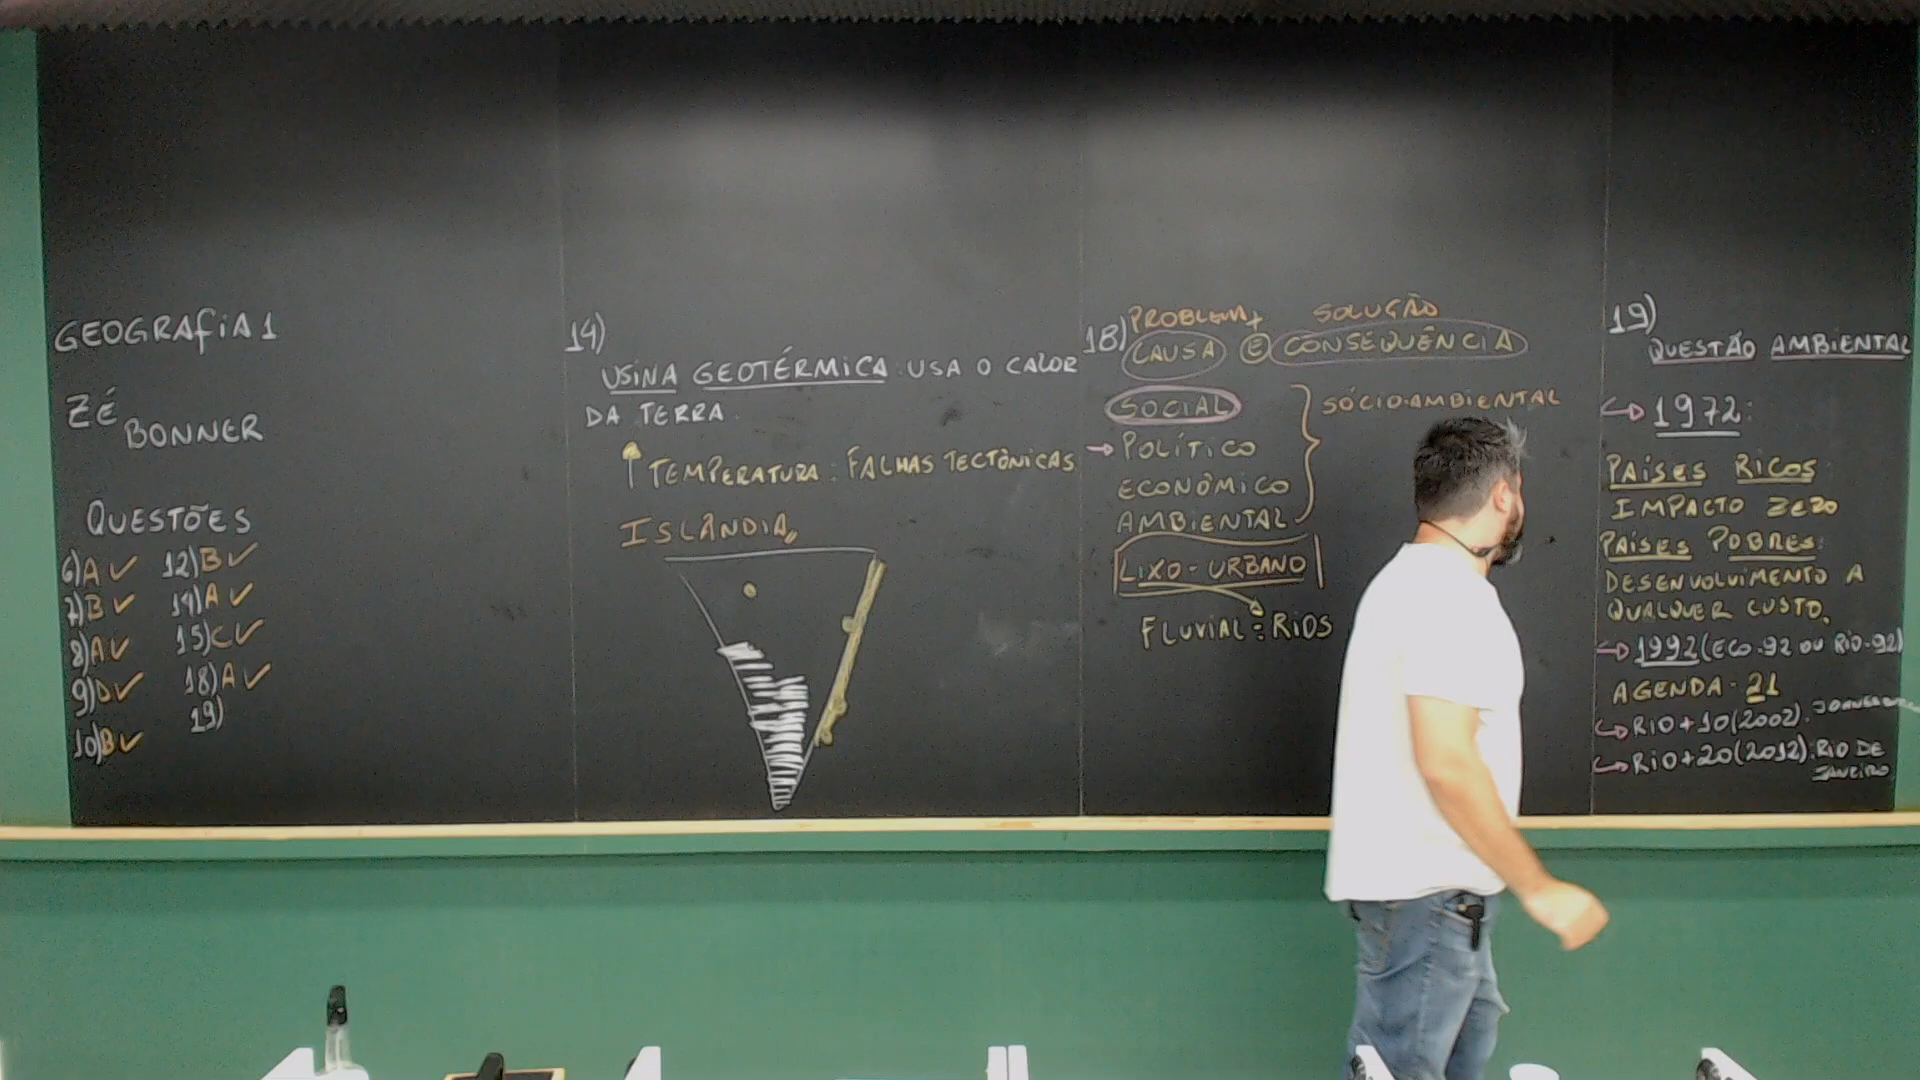 GEOGRAFIA 1
ZÉ
BONNER
QUESTÕES
6)A ✓ 12)B ✓
7)B ✓ 14)A ✓
8)A ✓ 15)C ✓
9)D ✓ 18)A ✓
10)B ✓ 19)
14)
USINA GEOTÉRMICA: USA O CALOR
DA TERRA.
↑ TEMPERATURA: FALHAS TECTÔNICAS
ISLÂNDIA
18) PROBLEMA + SOLUÇÃO
CAUSA E CONSEQUÊNCIA
SOCIAL
SÓCIO-AMBIENTAL
→ POLÍTICO
ECONÔMICO
AMBIENTAL
LIXO-URBANO
FLUVIAL: RIOS
19)
QUESTÃO AMBIENTAL
↳ 1972:
PAÍSES RICOS
IMPACTO ZERO
PAÍSES POBRES:
DESENVOLVIMENTO A
QUALQUER CUSTO.
↳ 1992 (ECO-92 OU RIO-92)
AGENDA-21
↳ RIO+10(2002).
↳ RIO+20(2012): RIO DE
JANEIRO